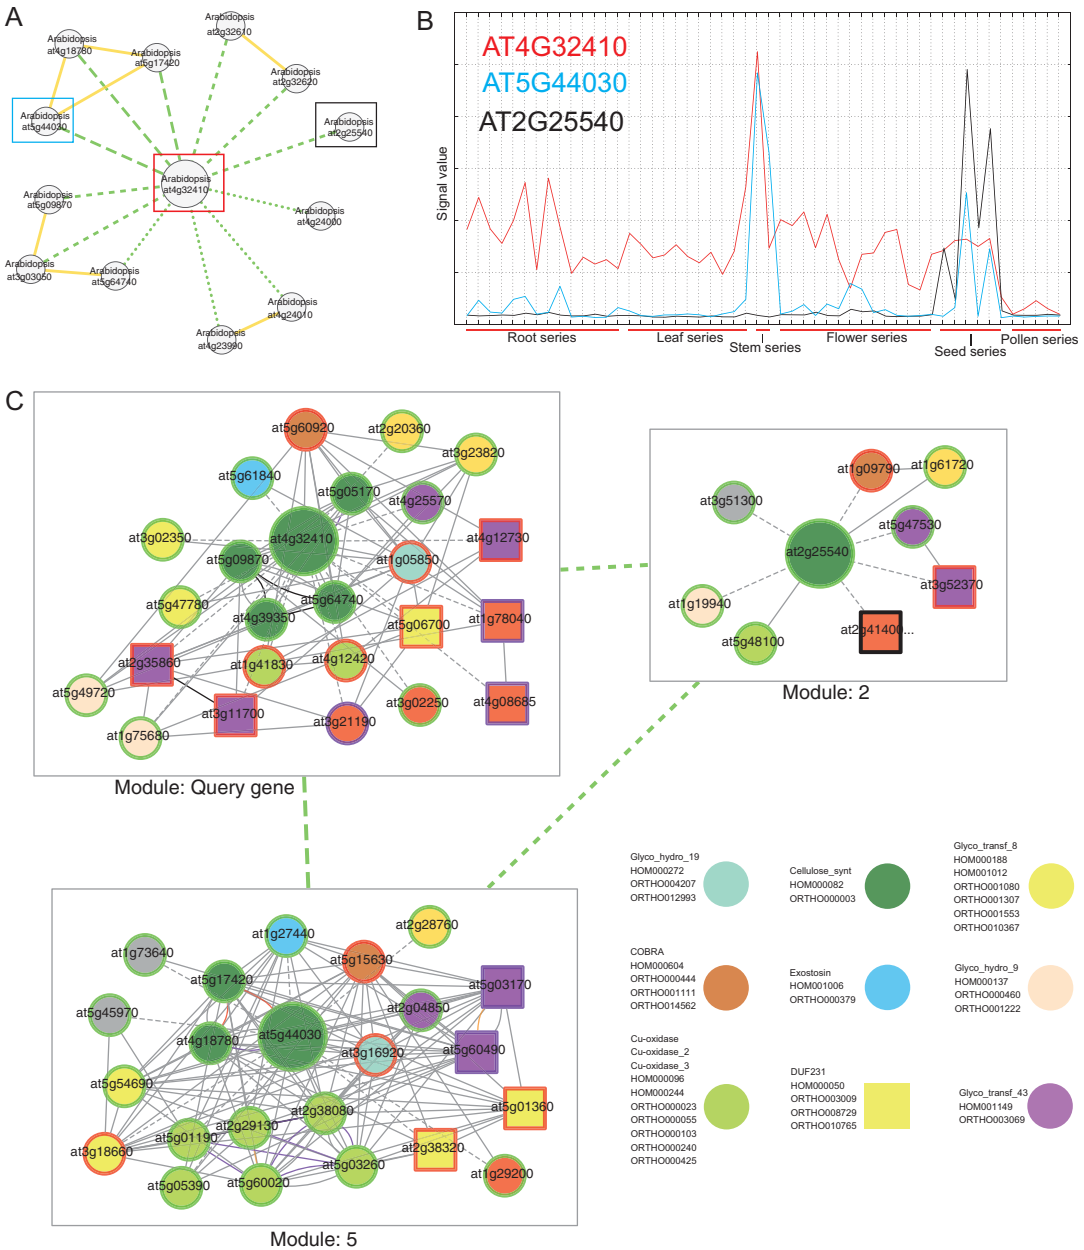 A
Arabidopsis
at2g32610
Arabidopsis
at4g18780
Arabidopsis
at5g17420
Arabidopsis
at2g32620
Arabidopsis
at5g44030
Arabidopsis
at2g25540
Arabidopsis
at4g32410
Arabidopsis
at5g09870
Arabidopsis
at4g24000
Arabidopsis
at3g03050
Arabidopsis
at5g64740
Arabidopsis
at4g24010
Arabidopsis
at4g23990
B
AT4G32410
AT5G44030
AT2G25540
Signal value
Root series
Leaf series
Stem series
Flower series
Seed series
Pollen series
C
at5g60920
at2g20360
at3g23820
at5g61840
at5g05170
at4g25570
at3g02350
at4g32410
at4g12730
at5g09870
at1g05850
at5g47780
at5g64740
at4g39350
at5g06700
at1g78040
at2g35860
at1g41830
at4g12420
at5g49720
at3g11700
at3g02250
at4g08685
at1g75680
at3g21190
Module: Query gene
at1g09790
at1g61720
at3g51300
at5g47530
at2g25540
at3g52370
at1g19940
at2g41400...
at5g48100
Module: 2
at2g28760
at1g27440
at1g73640
at5g15630
at5g17420
at5g03170
at2g04850
at5g45970
at4g18780
at5g44030
at3g16920
at5g60490
at5g54690
at2g38080
at5g01360
at2g29130
at5g01190
at3g18660
at2g38320
at5g03260
at1g29200
at5g05390
at5g60020
Module: 5
Glyco_hydro_19
HOM000272
ORTHO004207
ORTHO012993
Cellulose_synt
HOM000082
ORTHO000003
Glyco_transf_8
HOM000188
HOM001012
ORTHO001080
ORTHO001307
ORTHO001553
ORTHO010367
COBRA
HOM000604
ORTHO000444
ORTHO001111
ORTHO014562
Exostosin
HOM001006
ORTHO000379
Glyco_hydro_9
HOM000137
ORTHO000460
ORTHO001222
Cu-oxidase
Cu-oxidase_2
Cu-oxidase_3
HOM000096
HOM000244
ORTHO000023
ORTHO000055
ORTHO000103
ORTHO000240
ORTHO000425
DUF231
HOM000050
ORTHO003009
ORTHO008729
ORTHO010765
Glyco_transf_43
HOM001149
ORTHO003069